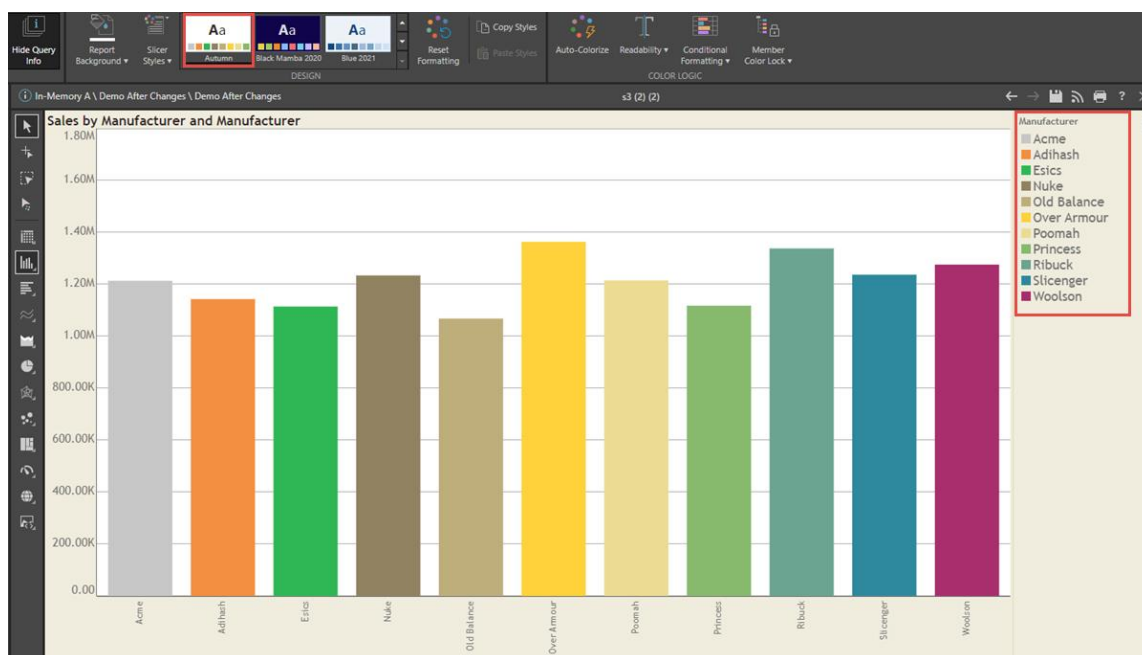 Hide Query Info
Report Background
Slicer Styles
Aa
Autumn
Aa
Black Mamba 2020
Aa
Blue 2021
DESIGN
Reset Formatting
Copy Styles
Paste Styles
Auto-Colorize
Readability
Conditional Formatting
Member Color Lock
COLOR LOGIC
In-Memory A \ Demo After Changes \ Demo After Changes
s3 (2) (2)
?
Sales by Manufacturer and Manufacturer
1.80M
1.60M
1.40M
1.20M
1.00M
800.00K
600.00K
400.00K
200.00K
0.00
Acme
Adihash
Esics
Nuke
Old Balance
Over Armour
Poomah
Princess
Ribuck
Slicenger
Woolson
Manufacturer
Acme
Adihash
Esics
Nuke
Old Balance
Over Armour
Poomah
Princess
Ribuck
Slicenger
Woolson